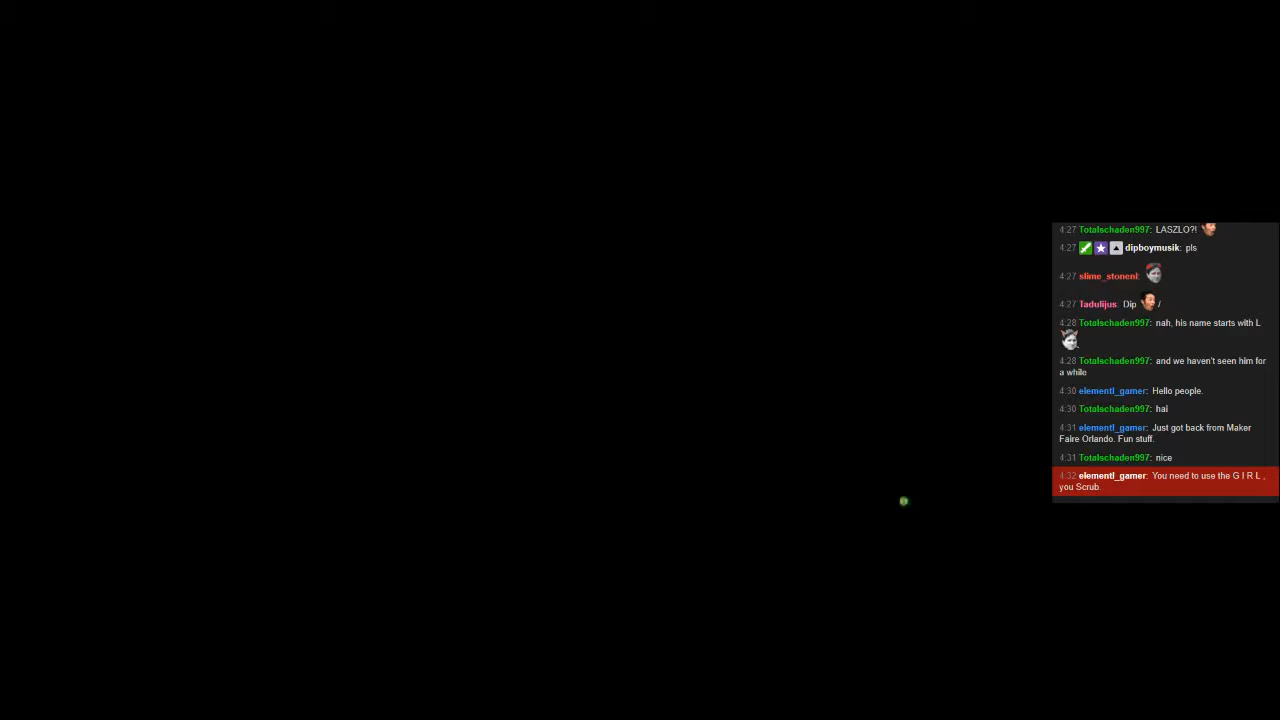 4:27 Totalschaden997: LASZLO?!
4:27 dipboymusik: pls
4:27 slime_stonenl:
4:27 Tadulijus: Dip /
4:28 Totalschaden997: nah, his name starts with L
4:28 Totalschaden997: and we haven't seen him for
a while
4:30 elementl_gamer: Hello people.
4:30 Totalschaden997: hai
4:31 elementl_gamer: Just got back from Maker
Faire Orlando. Fun stuff.
4:31 Totalschaden997: nice
4:32 elementl_gamer: You need to use the G I R L ,
you Scrub.